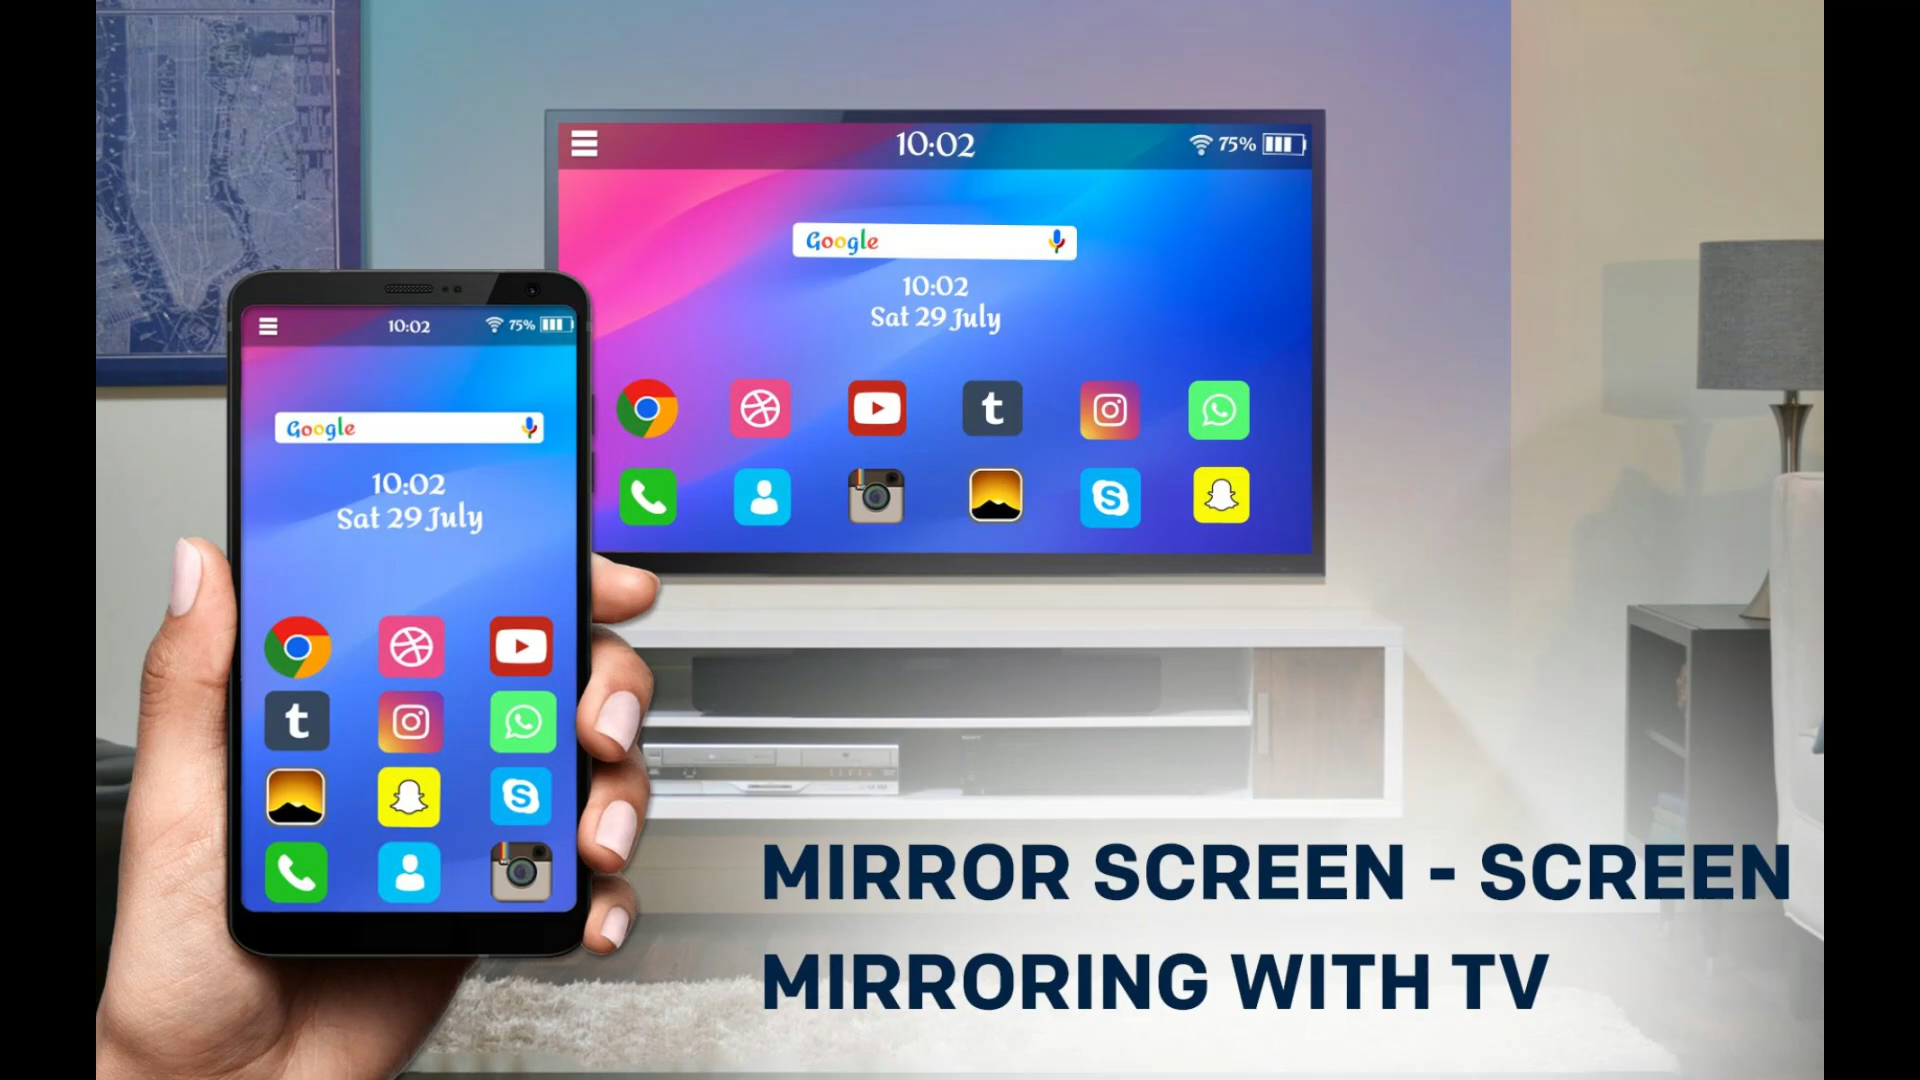 10:02
75%
Google
10:02
Sat 29 July
10:02
75%
Google
10:02
Sat 29 July
MIRROR SCREEN - SCREEN
MIRRORING WITH TV